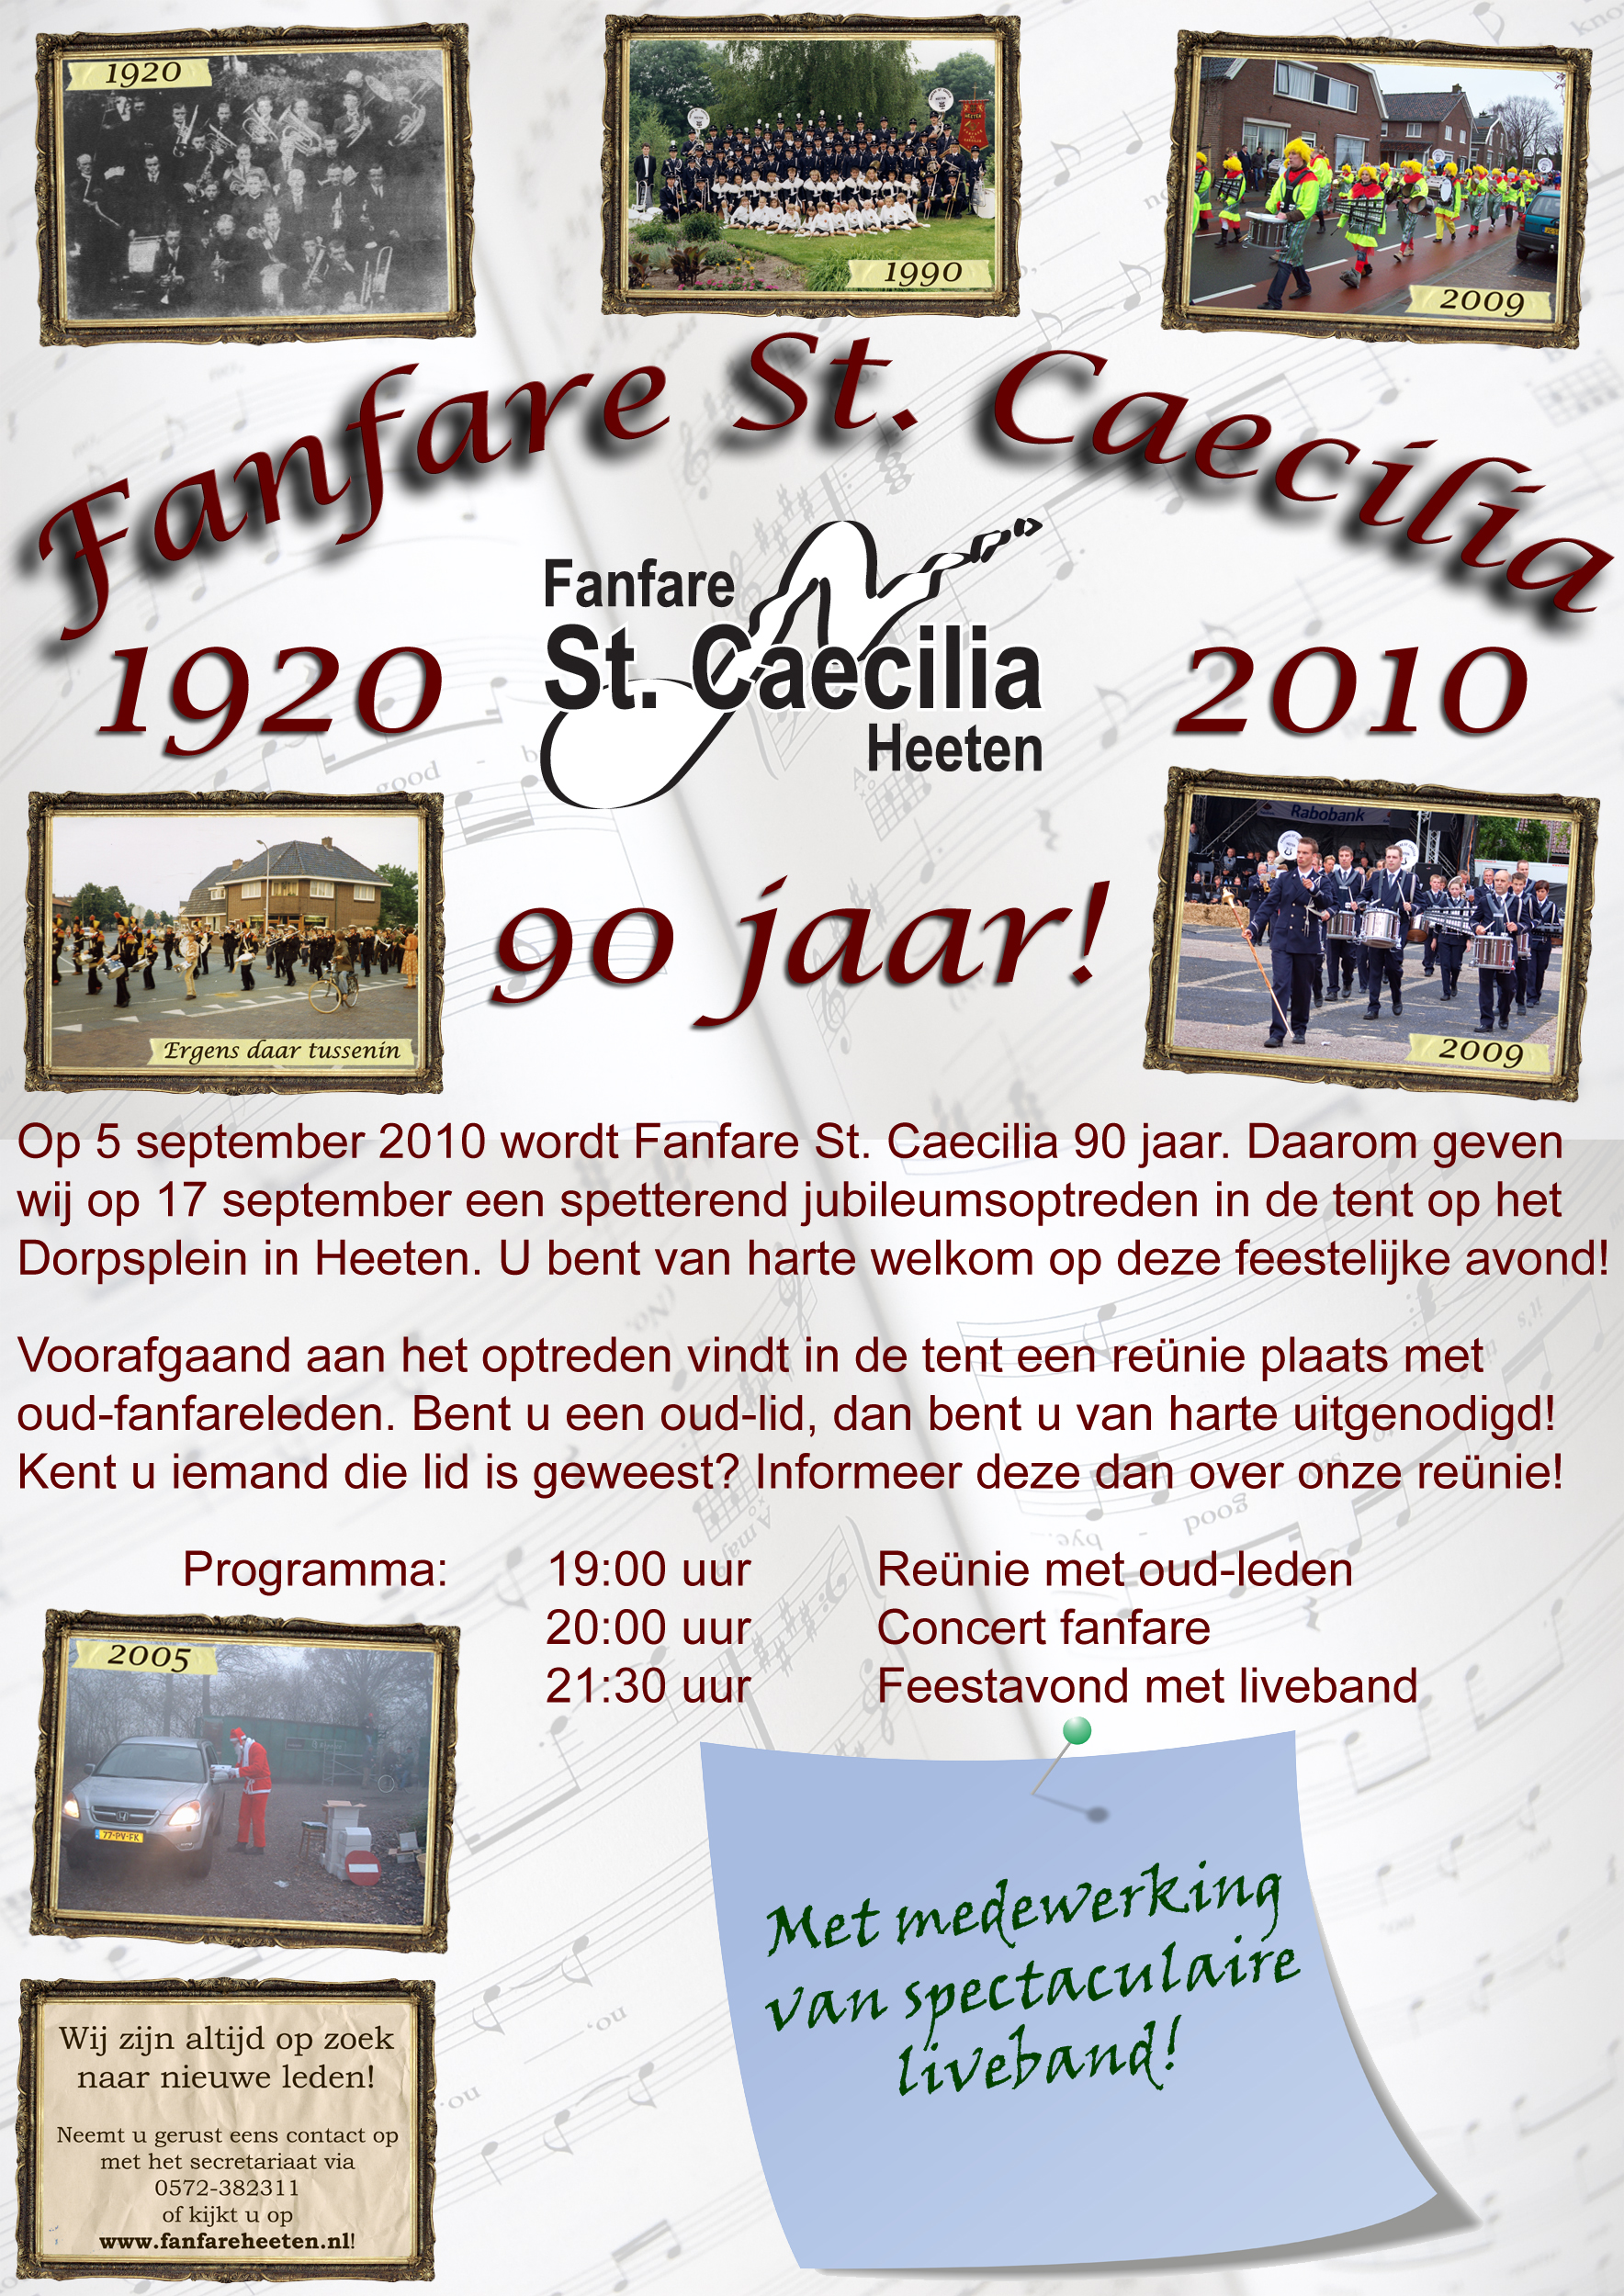 1920
1990
2009
Fanfare St. Caecilia
1920
Fanfare
St. Caecilia
Heeten
2010
Rabobank
90 jaar!
Ergens daar tussenin
2009
Op 5 september 2010 wordt Fanfare St. Caecilia 90 jaar. Daarom geven
wij op 17 september een spetterend jubileumsoptreden in de tent op het
Dorpsplein in Heeten. U bent van harte welkom op deze feestelijke avond!
Voorafgaand aan het optreden vindt in de tent een reünie plaats met
oud-fanfareleden. Bent u een oud-lid, dan bent u van harte uitgenodigd!
Kent u iemand die lid is geweest? Informeer deze dan over onze reünie!
Programma: 19:00 uur Reünie met oud-leden
20:00 uur Concert fanfare
21:30 uur Feestavond met liveband
2005
77-PV-FK
Met medewerking
van spectaculaire
liveband!
Wij zijn altijd op zoek
naar nieuwe leden!
Neemt u gerust eens contact op
met het secretariaat via
0572-382311
of kijkt u op
www.fanfareheeten.nl!